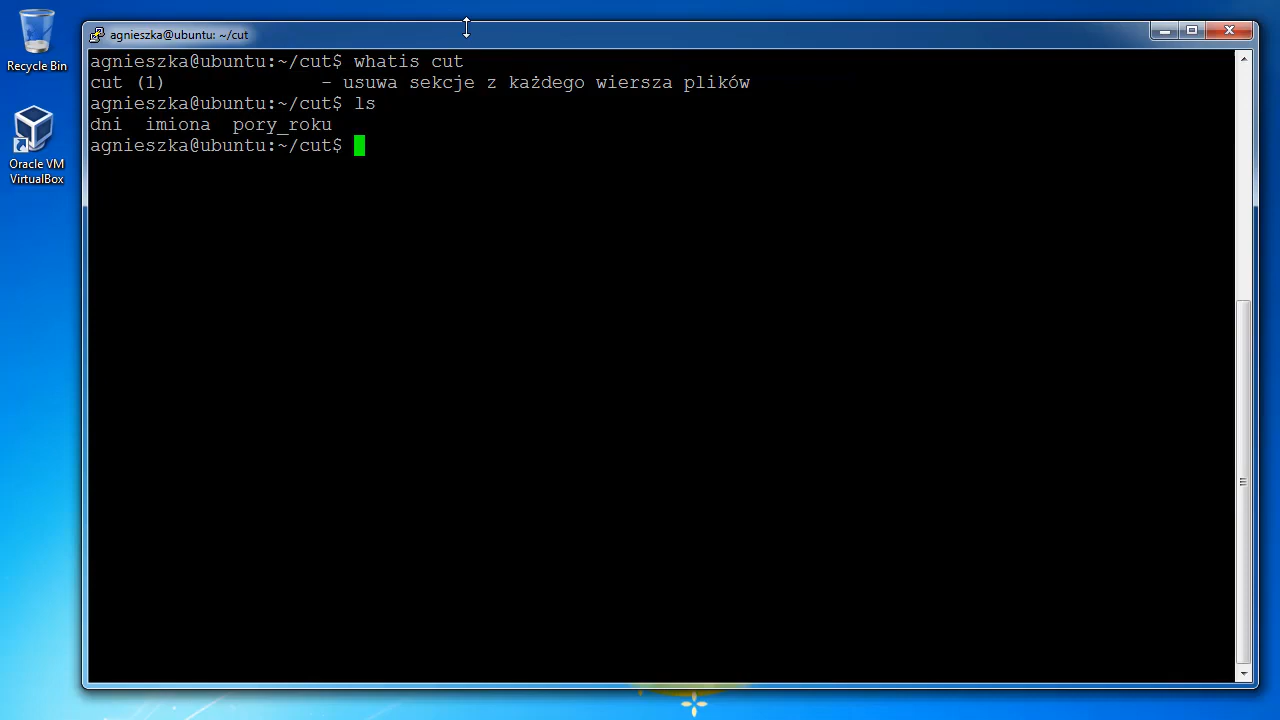 Recycle Bin
Oracle VM
VirtualBox
agnieszka@ubuntu: ~/cut
agnieszka@ubuntu:~/cut$ whatis cut
cut (1)              - usuwa sekcje z każdego wiersza plików
agnieszka@ubuntu:~/cut$ ls
dni  imiona  pory_roku
agnieszka@ubuntu:~/cut$